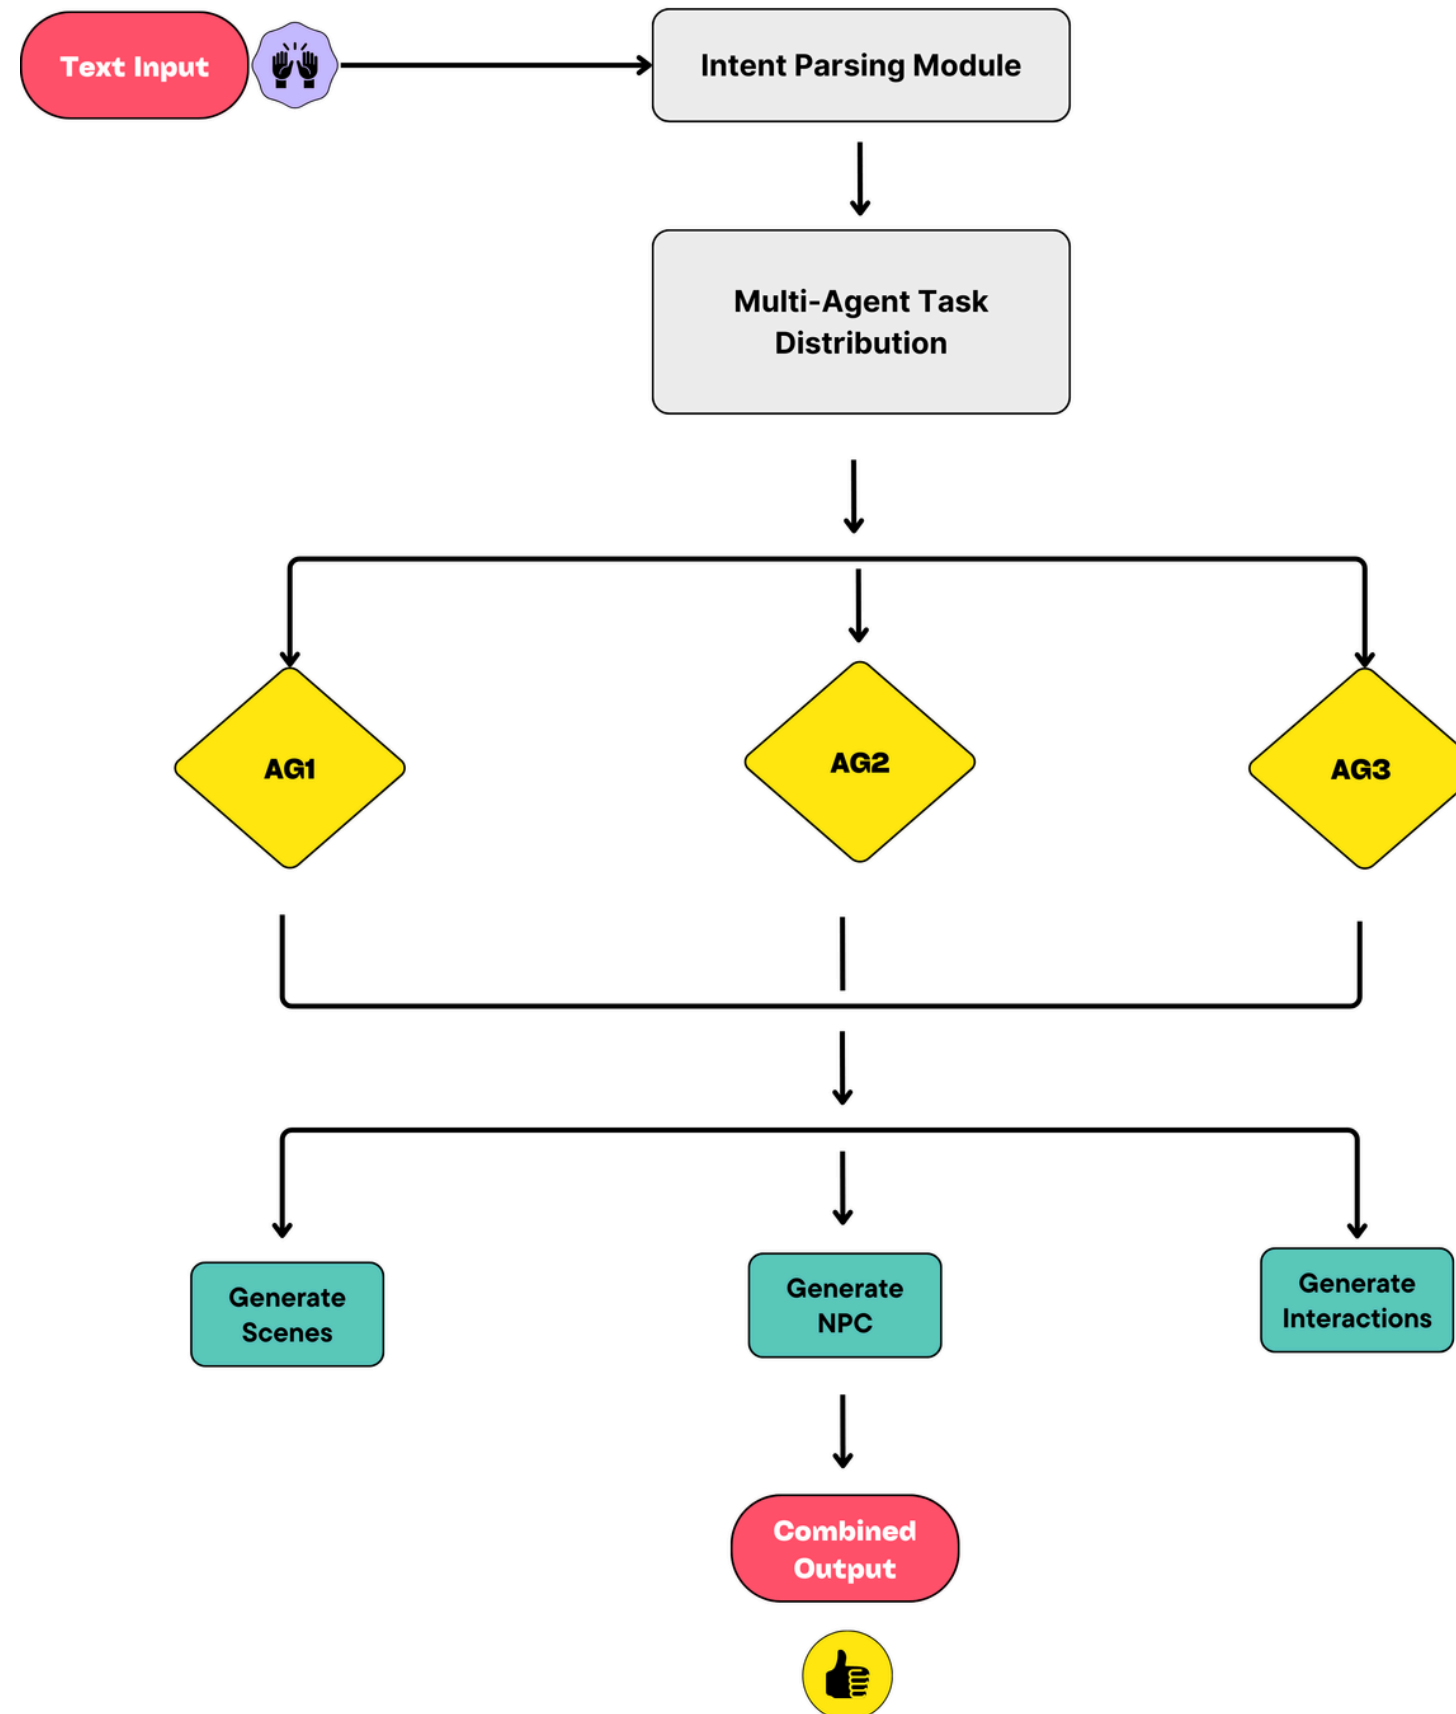 Text Input
Intent Parsing Module
Multi-Agent Task
Distribution
AG1
AG2
AG3
Generate
Scenes
Generate
NPC
Generate
Interactions
Combined
Output